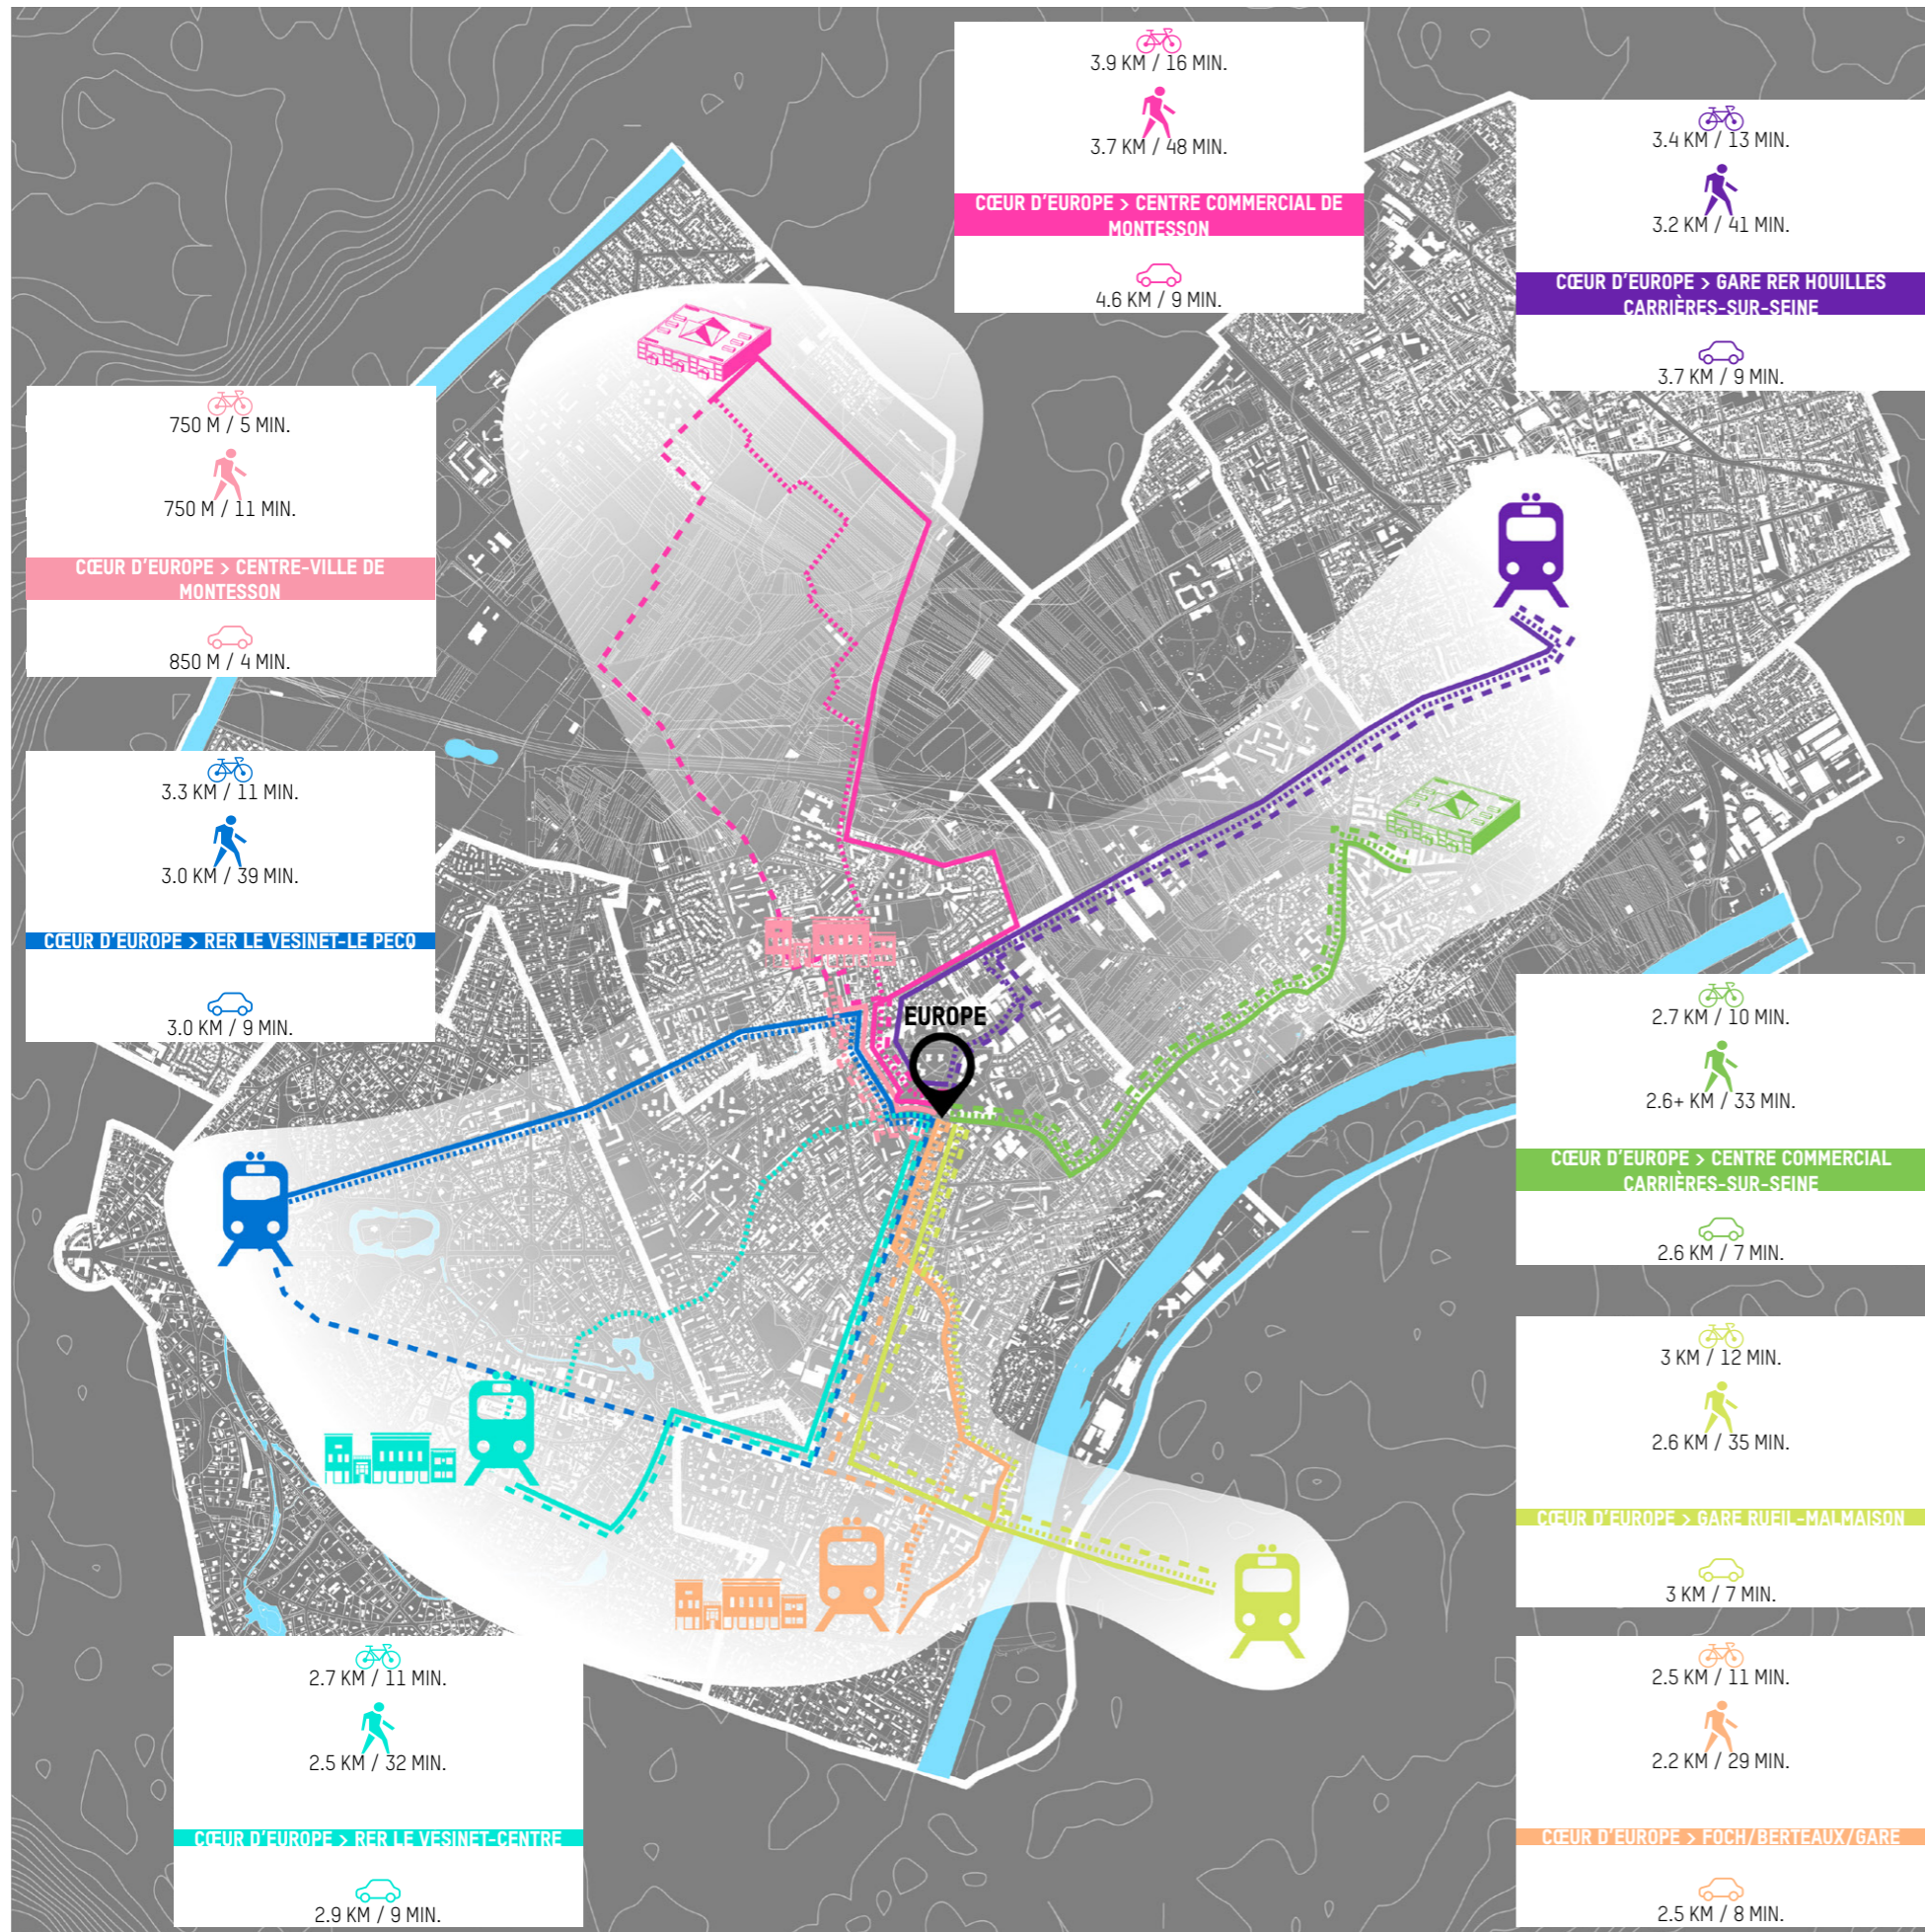 3.9 KM / 16 MIN.
3.7 KM / 48 MIN.
CŒUR D'EUROPE > CENTRE COMMERCIAL DE
MONTESSON
4.6 KM / 9 MIN.
3.4 KM / 13 MIN.
3.2 KM / 41 MIN.
CŒUR D'EUROPE > GARE RER HOUILLES
CARRIÈRES-SUR-SEINE
3.7 KM / 9 MIN.
750 M / 5 MIN.
750 M / 11 MIN.
CŒUR D'EUROPE > CENTRE-VILLE DE
MONTESSON
850 M / 4 MIN.
3.3 KM / 11 MIN.
3.0 KM / 39 MIN.
CŒUR D'EUROPE > RER LE VESINET-LE PECQ
3.0 KM / 9 MIN.
EUROPE
2.7 KM / 10 MIN.
2.6+ KM / 33 MIN.
CŒUR D'EUROPE > CENTRE COMMERCIAL
CARRIÈRES-SUR-SEINE
2.6 KM / 7 MIN.
3 KM / 12 MIN.
2.6 KM / 35 MIN.
CŒUR D'EUROPE > GARE RUEIL-MALMAISON
3 KM / 7 MIN.
2.7 KM / 11 MIN.
2.5 KM / 32 MIN.
CŒUR D'EUROPE > RER LE VESINET-CENTRE
2.9 KM / 9 MIN.
2.5 KM / 11 MIN.
2.2 KM / 29 MIN.
CŒUR D'EUROPE > FOCH/BERTEAUX/GARE
2.5 KM / 8 MIN.